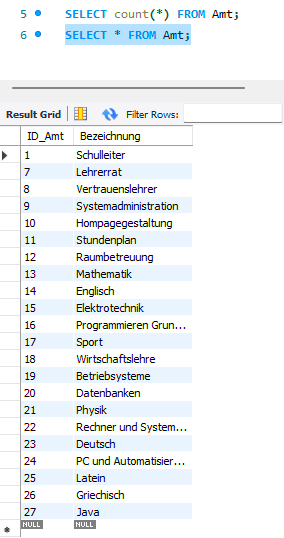 5 SELECT count(*) FROM Amt;
6 SELECT * FROM Amt;
Result Grid Filter Rows:
ID_Amt Bezeichnung
1 Schulleiter
7 Lehrerrat
8 Vertrauenslehrer
9 Systemadministration
10 Hompagegestaltung
11 Stundenplan
12 Raumbetreuung
13 Mathematik
14 Englisch
15 Elektrotechnik
16 Programmieren Grun...
17 Sport
18 Wirtschaftslehre
19 Betriebsysteme
20 Datenbanken
21 Physik
22 Rechner und System...
23 Deutsch
24 PC und Automatisier...
25 Latein
26 Griechisch
27 Java
NULL NULL